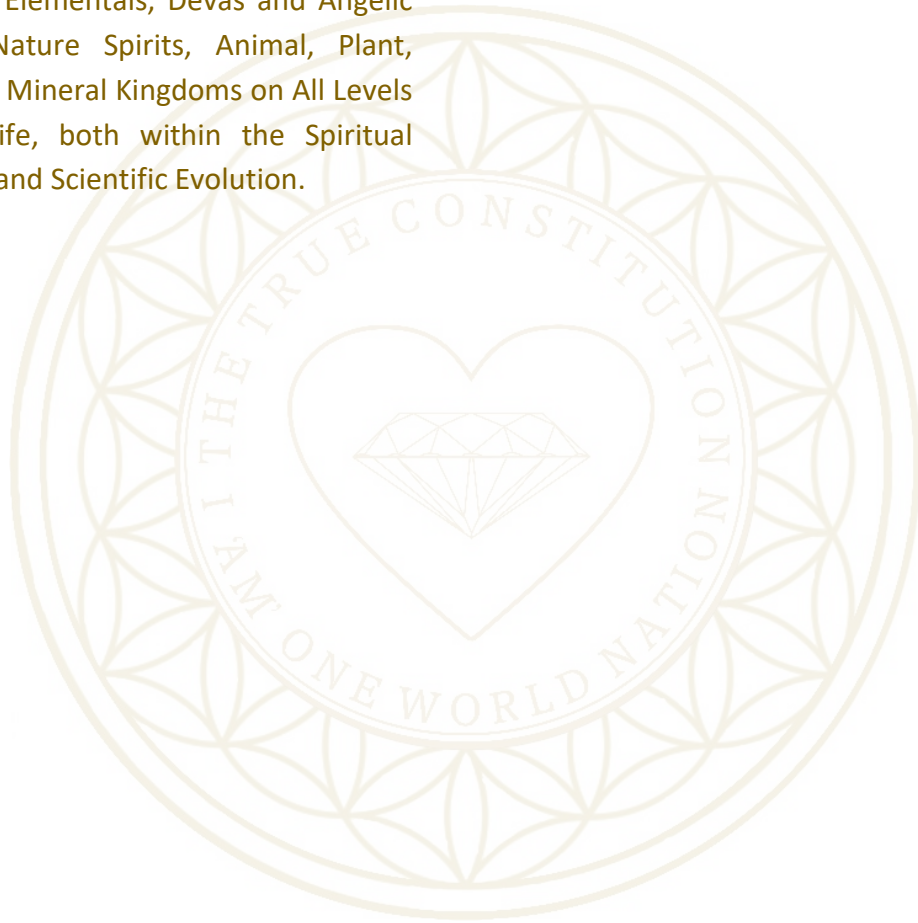 Elementals, Devas and Angelic
Nature Spirits, Animal, Plant,
Mineral Kingdoms on All Levels
ife, both within the Spiritual
and Scientific Evolution.
THE TRUE CONSTITUTION
I 'AM' ONE WORLD NATION